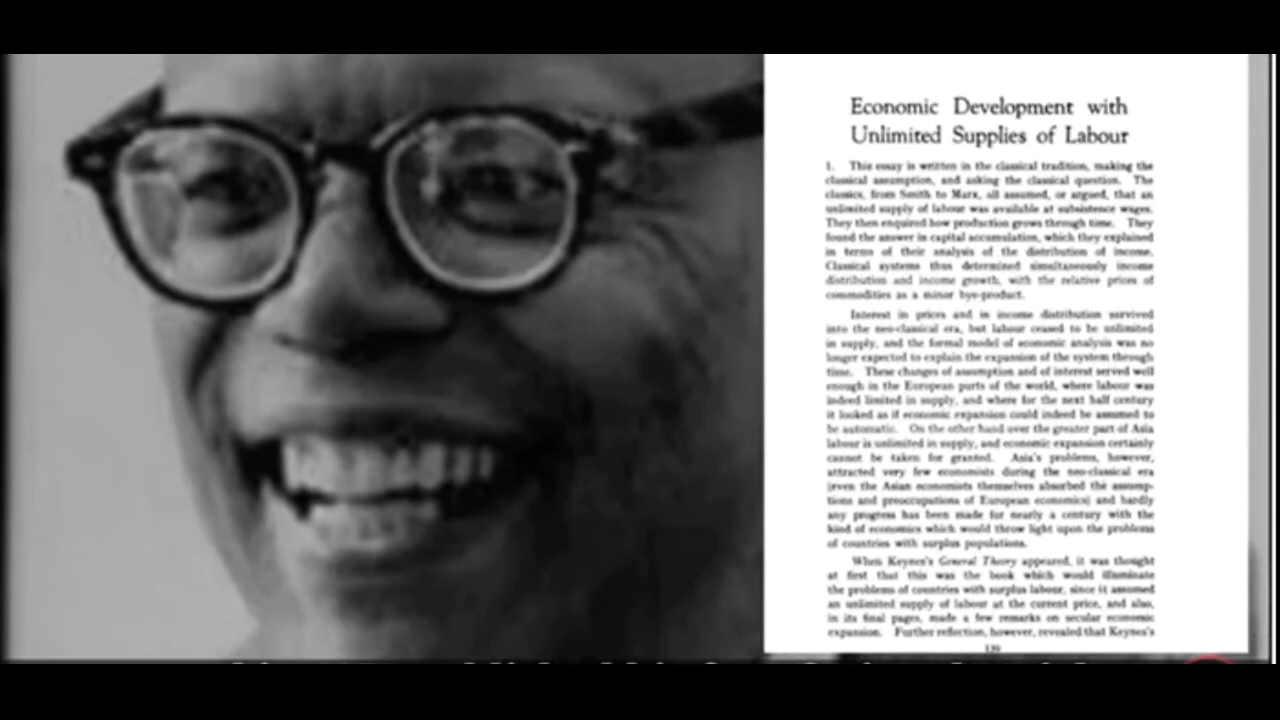 Economic Development with
Unlimited Supplies of Labour
1. This essay is written in the classical tradition, making the
classical assumption, and asking the classical question. The
classics, from Smith to Marx, all assumed, or argued, that an
unlimited supply of labour was available at subsistence wages.
They then enquired how production grows through time. They
found the answer in capital accumulation, which they explained
in terms of their analysis of the distribution of income.
Classical systems thus determined simultaneously income
distribution and income growth, with the relative prices of
commodities as a minor bye-product.
Interest in prices and in income distribution survived
into the neo-classical era, but labour ceased to be unlimited
in supply, and the formal model of economic analysis was no
longer expected to explain the expansion of the system through
time. These changes of assumption and of interest served well
enough in the European parts of the world, where labour was
indeed limited in supply, and where for the next half century
it looked as if economic expansion could indeed be assumed to
be automatic. On the other hand over the greater part of Asia
labour is unlimited in supply, and economic expansion certainly
cannot be taken for granted. Asia's problems, however,
attracted very few economists during the neo-classical era
(even the Asian economists themselves absorbed the assump-
tions and preoccupations of European economics) and hardly
any progress has been made for nearly a century with the
kind of economics which would throw light upon the problems
of countries with surplus populations.
When Keynes's General Theory appeared, it was thought
at first that this was the book which would illuminate
the problems of countries with surplus labour, since it assumed
an unlimited supply of labour at the current price, and also,
in its final pages, made a few remarks on secular economic
expansion. Further reflection, however, revealed that Keynes's
139